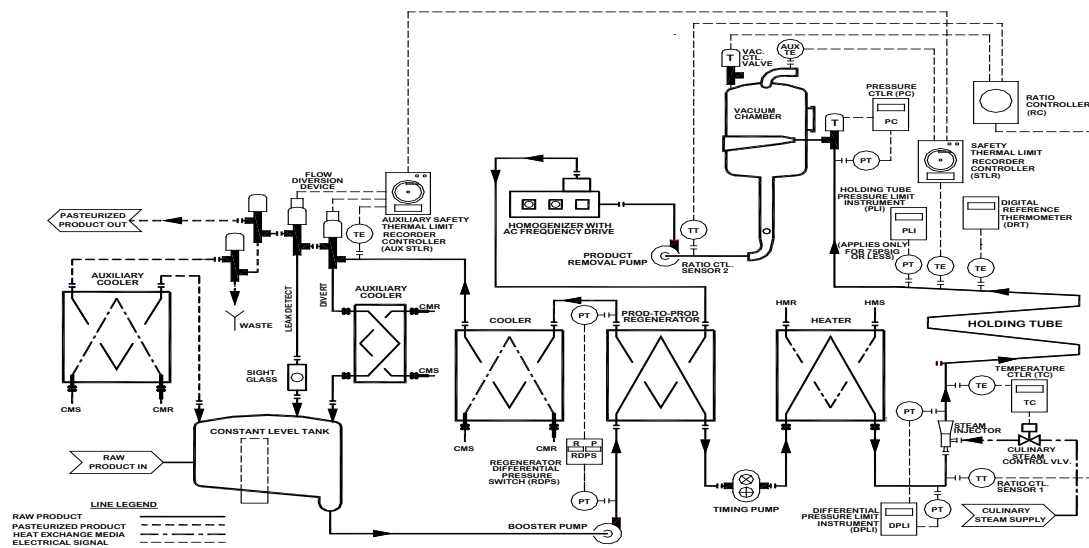 VAC.
CTL.
VALVE
T
AUX
TE
PRESSURE
CTLR (PC)
PC
RATIO
CONTROLLER
(RC)
VACUUM
CHAMBER
T
PT
SAFETY
THERMAL LIMIT
RECORDER
CONTROLLER
(STLR)
FLOW
DIVERSION
DEVICE
AUXILIARY SAFETY
THERMAL LIMIT
RECORDER
CONTROLLER
(AUX STLR)
TE
PASTEURIZED
PRODUCT OUT
HOMOGENIZER WITH
AC FREQUENCY DRIVE
PRODUCT
REMOVAL PUMP
TT
RATIO CTL.
SENSOR 2
HOLDING TUBE
PRESSURE LIMIT
INSTRUMENT (PLI)
PLI
(APPLIES ONLY
FOR 75PSIG
OR LESS)
PT
TE
TE
DIGITAL
REFERENCE
THERMOMETER
(DRT)
AUXILIARY
COOLER
WASTE
LEAK DETECT
DIVERT
AUXILIARY
COOLER
CMR
CMS
SIGHT
GLASS
CMS
CMR
COOLER
CMS
CMR
PT
PROD-TO-PROD
REGENERATOR
HMR
HMS
HEATER
HOLDING TUBE
TEMPERATURE
CTLR (TC)
TE
TC
PT
STEAM
INJECTOR
CULINARY
STEAM
CONTROL VLV.
TT
RATIO CTL.
SENSOR 1
CONSTANT LEVEL TANK
RAW
PRODUCT IN
R P
RDPS
REGENERATOR
DIFFERENTIAL
PRESSURE
SWITCH (RDPS)
PT
TIMING PUMP
BOOSTER PUMP
DIFFERENTIAL
PRESSURE LIMIT
INSTRUMENT
(DPLI)
DPLI
PT
CULINARY
STEAM SUPPLY
LINE LEGEND
RAW PRODUCT
PASTEURIZED PRODUCT
HEAT EXCHANGE MEDIA
ELECTRICAL SIGNAL